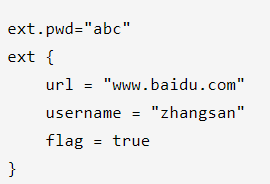 ext.pwd="abc"
ext {
    url = "www.baidu.com"
    username = "zhangsan"
    flag = true
}